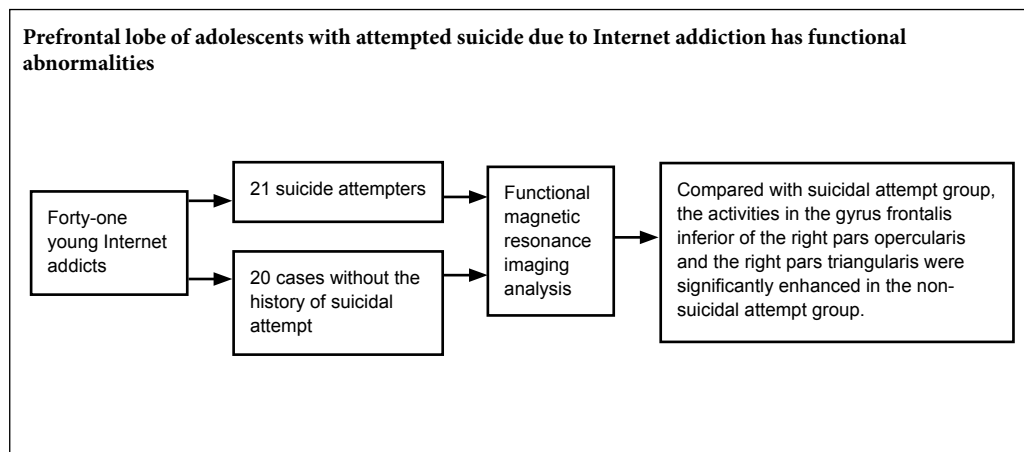 Prefrontal lobe of adolescents with attempted suicide due to Internet addiction has functional
abnormalities
Forty-one
young Internet
addicts
21 suicide attempters
20 cases without the
history of suicidal
attempt
Functional
magnetic
resonance
imaging
analysis
Compared with suicidal attempt group,
the activities in the gyrus frontalis
inferior of the right pars opercularis
and the right pars triangularis were
significantly enhanced in the non-
suicidal attempt group.